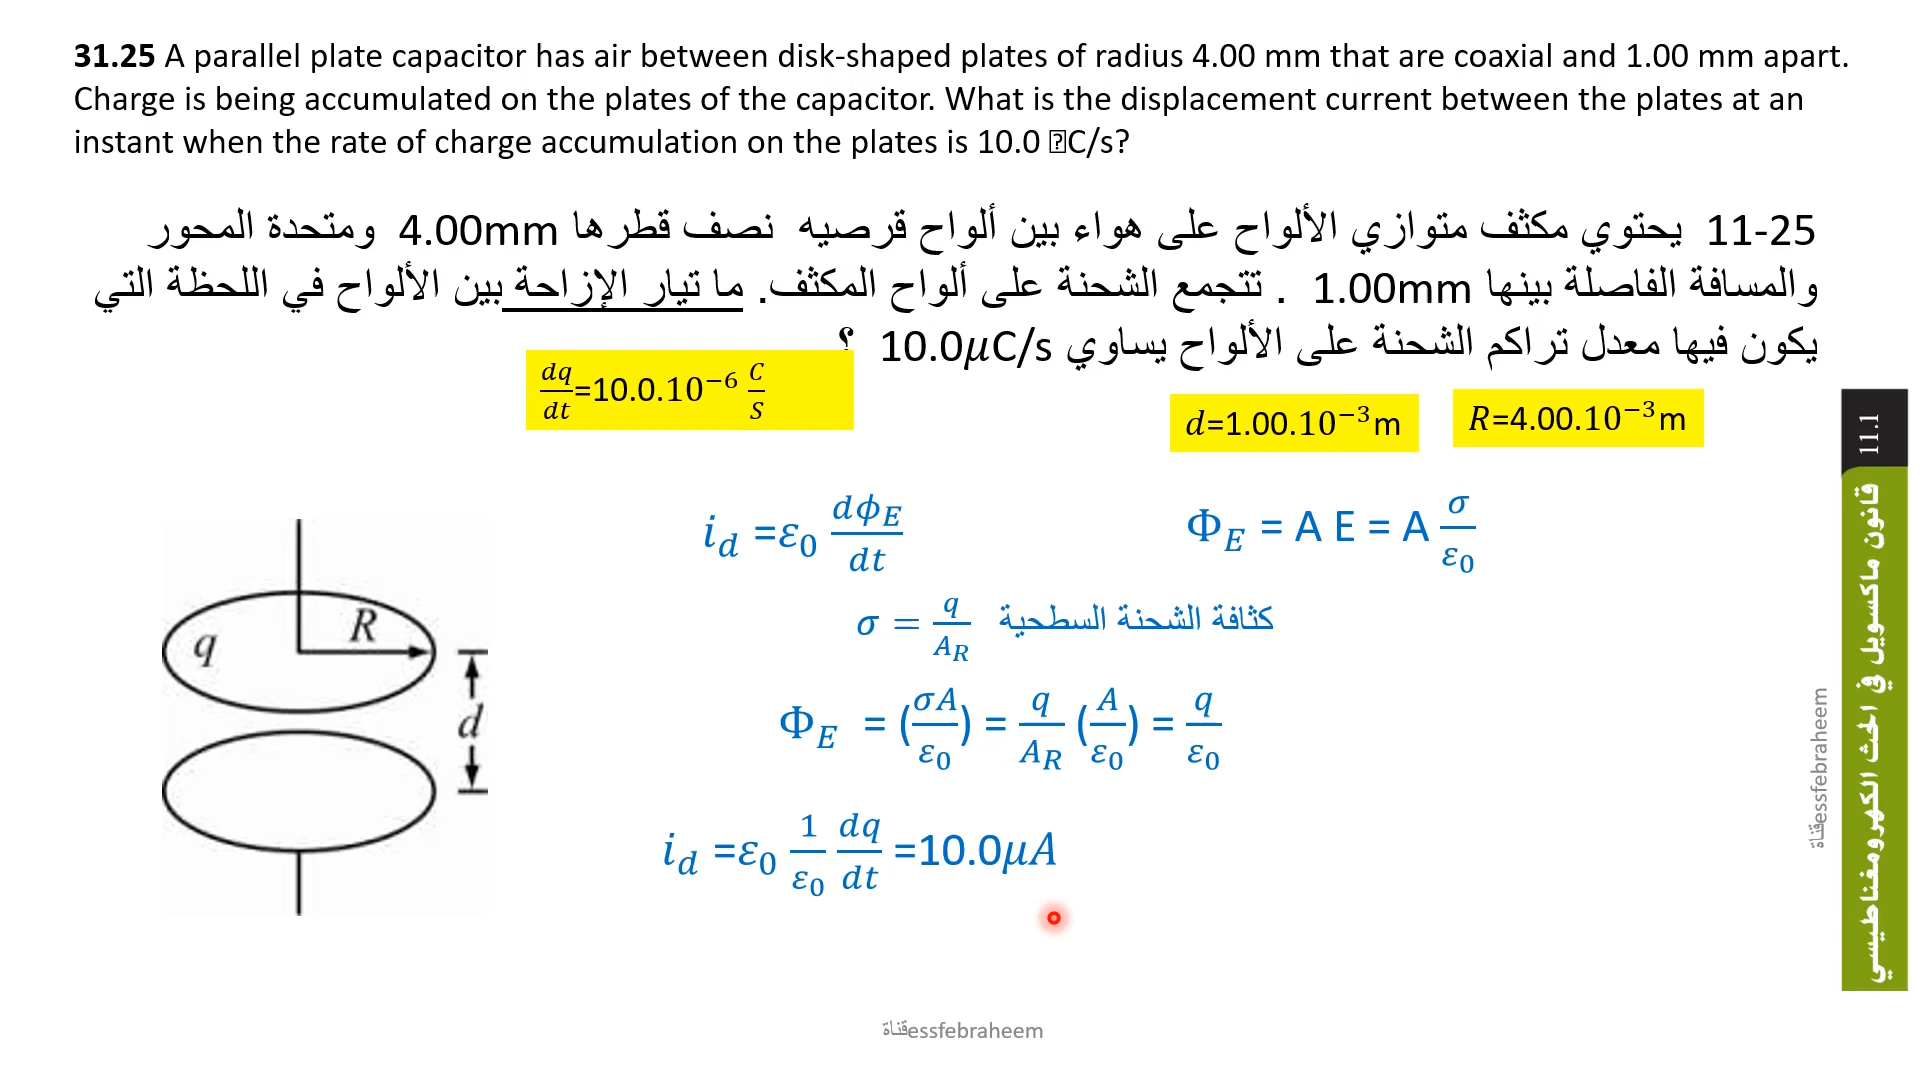 31.25 A parallel plate capacitor has air between disk-shaped plates of radius 4.00 mm that are coaxial and 1.00 mm apart.
Charge is being accumulated on the plates of the capacitor. What is the displacement current between the plates at an
instant when the rate of charge accumulation on the plates is 10.0 �C/s?
11-25 يحتوي مكثف متوازي الألواح على هواء بين ألواح قرصيه نصف قطرها 4.00mm ومتحدة المحور
والمسافة الفاصلة بينها 1.00mm . تتجمع الشحنة على ألواح المكثف. ما تيار الإزاحة بين الألواح في اللحظة التي
يكون فيها معدل تراكم الشحنة على الألواح يساوي 10.0𝜇C/s ؟
dq/dt=10.0.10⁻⁶ C/S
d=1.00.10⁻³m
R=4.00.10⁻³m
i_d =ε₀ dϕ_E/dt
Φ_E = A E = A σ/ε₀
σ = q/A_R كثافة الشحنة السطحية
Φ_E = (σA/ε₀) = q/A_R (A/ε₀) = q/ε₀
i_d =ε₀ 1/ε₀ dq/dt =10.0μA
q
R
d
11.1
قانون ماكسويل في الحث الكهرومغناطيسي
قناةessfebraheem
قناةessfebraheem